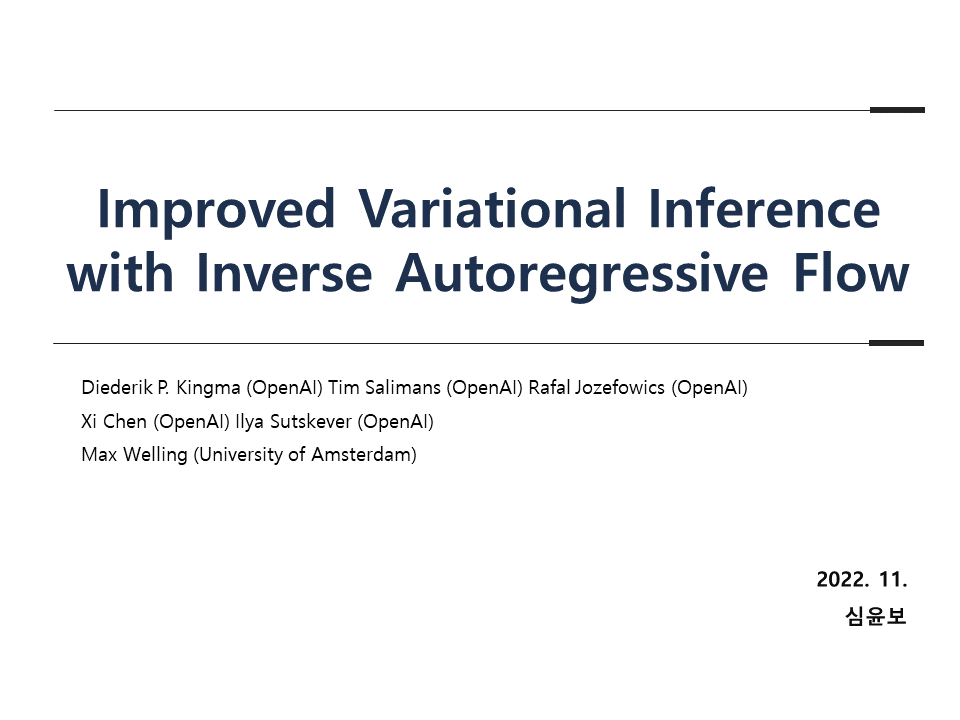 Improved Variational Inference
with Inverse Autoregressive Flow
Diederik P. Kingma (OpenAI) Tim Salimans (OpenAI) Rafal Jozefowics (OpenAI)
Xi Chen (OpenAI) Ilya Sutskever (OpenAI)
Max Welling (University of Amsterdam)
2022. 11.
심윤보